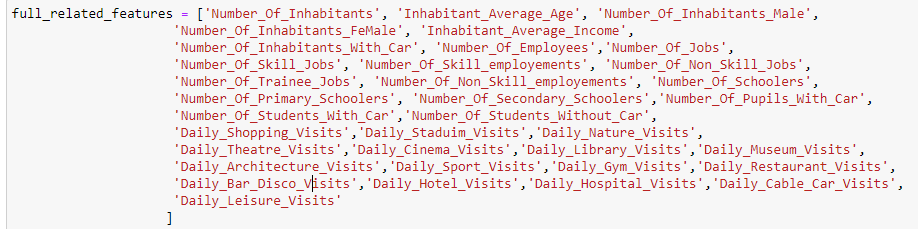 full_related_features = ['Number_Of_Inhabitants', 'Inhabitant_Average_Age', 'Number_Of_Inhabitants_Male',
'Number_Of_Inhabitants_FeMale', 'Inhabitant_Average_Income',
'Number_Of_Inhabitants_With_Car', 'Number_Of_Employees','Number_Of_Jobs',
'Number_Of_Skill_Jobs', 'Number_Of_Skill_employements', 'Number_Of_Non_Skill_Jobs',
'Number_Of_Trainee_Jobs', 'Number_Of_Non_Skill_employements', 'Number_Of_Schoolers',
'Number_Of_Primary_Schoolers', 'Number_Of_Secondary_Schoolers','Number_Of_Pupils_With_Car',
'Number_Of_Students_With_Car','Number_Of_Students_Without_Car',
'Daily_Shopping_Visits','Daily_Staduim_Visits','Daily_Nature_Visits',
'Daily_Theatre_Visits','Daily_Cinema_Visits','Daily_Library_Visits','Daily_Museum_Visits',
'Daily_Architecture_Visits','Daily_Sport_Visits','Daily_Gym_Visits','Daily_Restaurant_Visits',
'Daily_Bar_Disco_Visits','Daily_Hotel_Visits','Daily_Hospital_Visits','Daily_Cable_Car_Visits',
'Daily_Leisure_Visits'
]